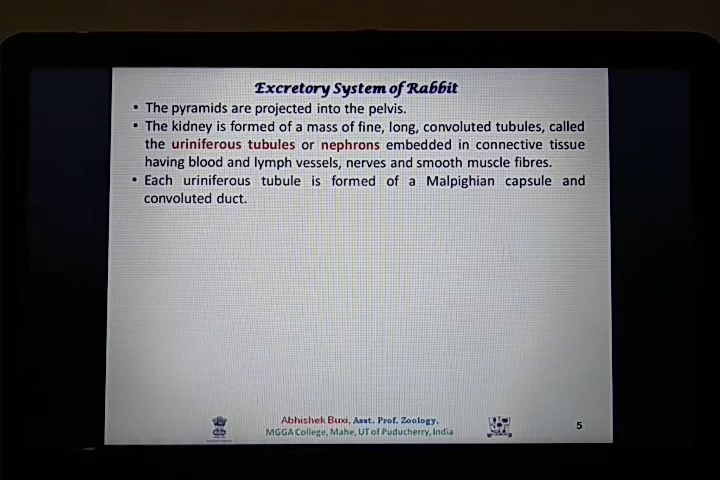 Excretory System of Rabbit
• The pyramids are projected into the pelvis.
• The kidney is formed of a mass of fine, long, convoluted tubules, called
the uriniferous tubules or nephrons embedded in connective tissue
having blood and lymph vessels, nerves and smooth muscle fibres.
• Each uriniferous tubule is formed of a Malpighian capsule and
convoluted duct.
Abhishek Buxi, Asst. Prof. Zoology,
MGGA College, Mahe, UT of Puducherry, India
5